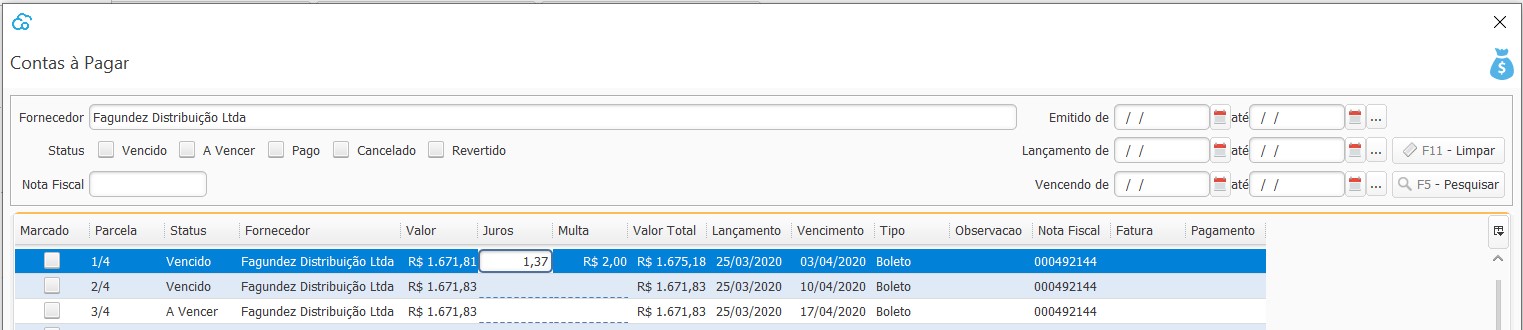 Contas à Pagar
Fornecedor Fagundez Distribuição Ltda Emitido de / / até / / ...
Status Vencido A Vencer Pago Cancelado Revertido Lançamento de / / até / / ... F11 - Limpar
Nota Fiscal Vencendo de / / até / / ... F5 - Pesquisar
Marcado Parcela Status Fornecedor Valor Juros Multa Valor Total Lançamento Vencimento Tipo Observacao Nota Fiscal Fatura Pagamento
1/4 Vencido Fagundez Distribuição Ltda R$ 1.671,81 1,37 R$ 2,00 R$ 1.675,18 25/03/2020 03/04/2020 Boleto 000492144
2/4 Vencido Fagundez Distribuição Ltda R$ 1.671,83 R$ 1.671,83 25/03/2020 10/04/2020 Boleto 000492144
3/4 A Vencer Fagundez Distribuição Ltda R$ 1.671,83 R$ 1.671,83 25/03/2020 17/04/2020 Boleto 000492144